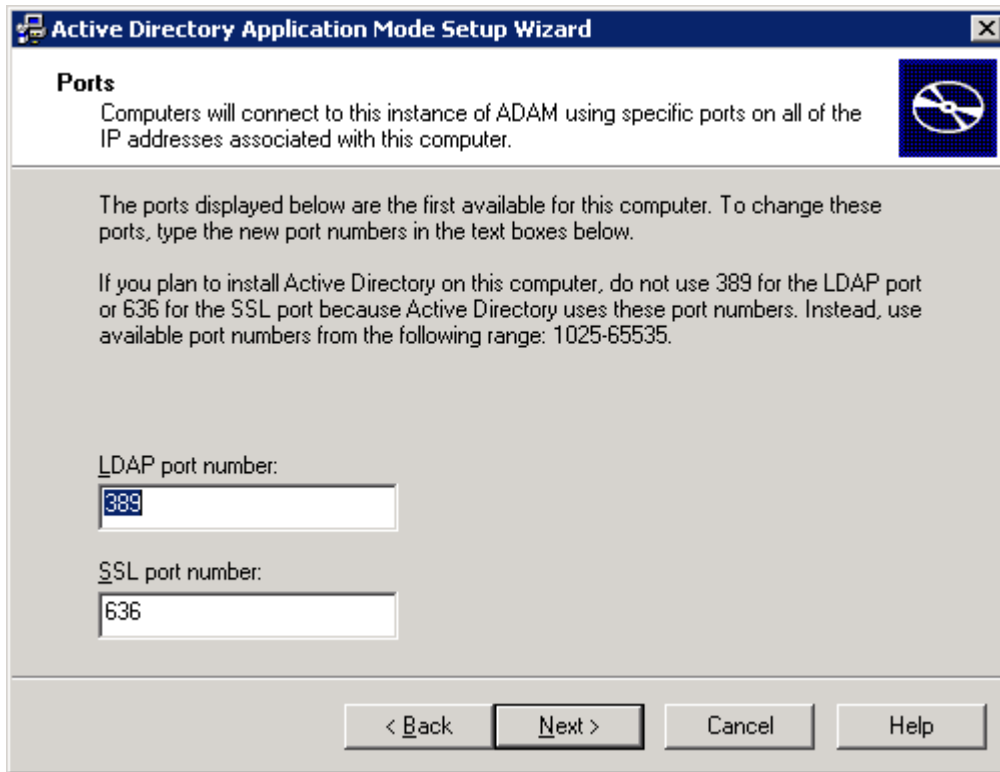 Active Directory Application Mode Setup Wizard
Ports
Computers will connect to this instance of ADAM using specific ports on all of the
IP addresses associated with this computer.
The ports displayed below are the first available for this computer. To change these
ports, type the new port numbers in the text boxes below.
If you plan to install Active Directory on this computer, do not use 389 for the LDAP port
or 636 for the SSL port because Active Directory uses these port numbers. Instead, use
available port numbers from the following range: 1025-65535.
LDAP port number:
389
SSL port number:
636
< Back Next > Cancel Help